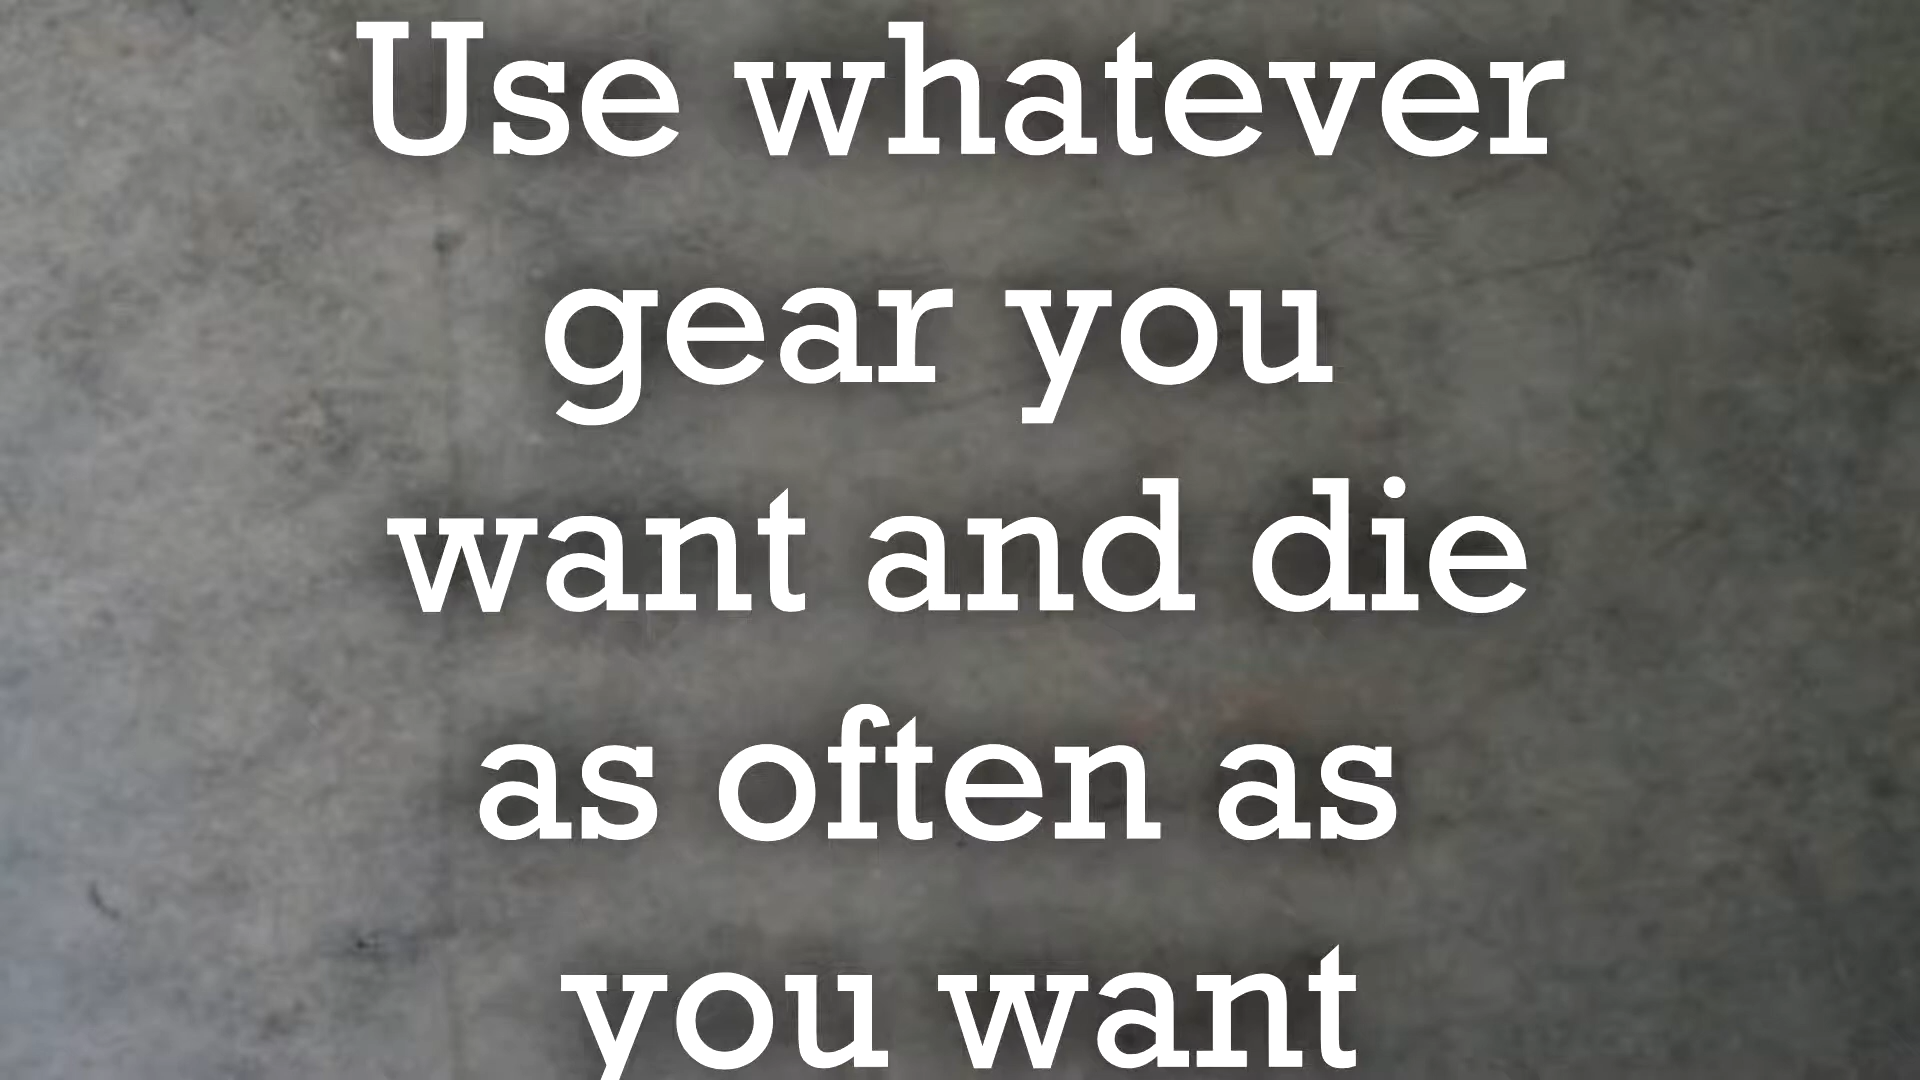 Use whatever
gear you
want and die
as often as
you want